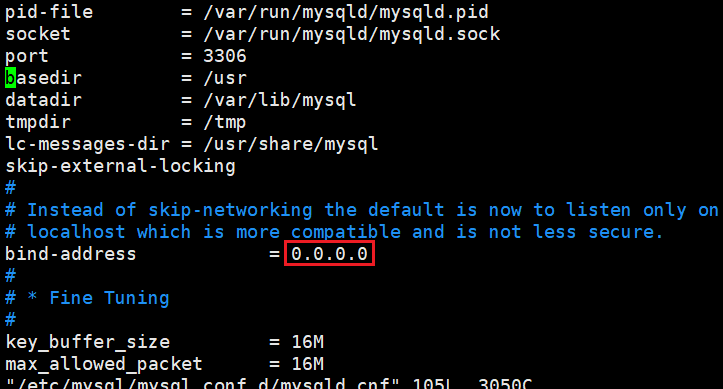 pid-file        = /var/run/mysqld/mysqld.pid
socket          = /var/run/mysqld/mysqld.sock
port            = 3306
basedir         = /usr
datadir         = /var/lib/mysql
tmpdir          = /tmp
lc-messages-dir = /usr/share/mysql
skip-external-locking
#
# Instead of skip-networking the default is now to listen only on
# localhost which is more compatible and is not less secure.
bind-address            = 0.0.0.0
#
# * Fine Tuning
#
key_buffer_size         = 16M
max_allowed_packet      = 16M
"/etc/mysql/mysql.conf.d/mysqld.cnf" 105L, 3050C